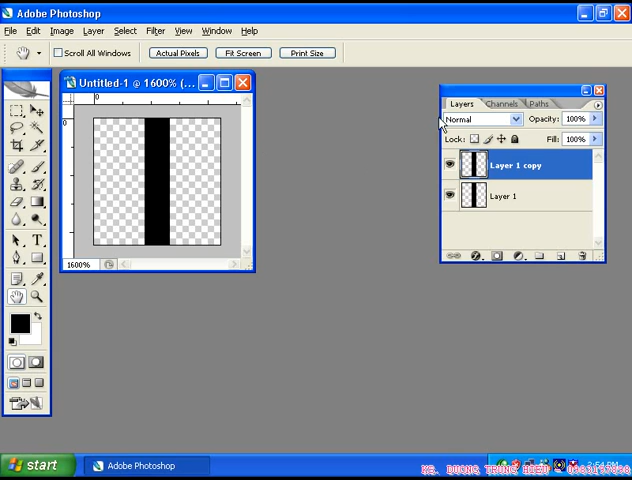 Adobe Photoshop
File Edit Image Layer Select Filter View Window Help
Scroll All Windows Actual Pixels Fit Screen Print Size
Untitled-1 @ 1600% (...
0
0
1600%
Layers Channels Paths
Normal Opacity: 100%
Lock: Fill: 100%
Layer 1 copy
Layer 1
T
start Adobe Photoshop